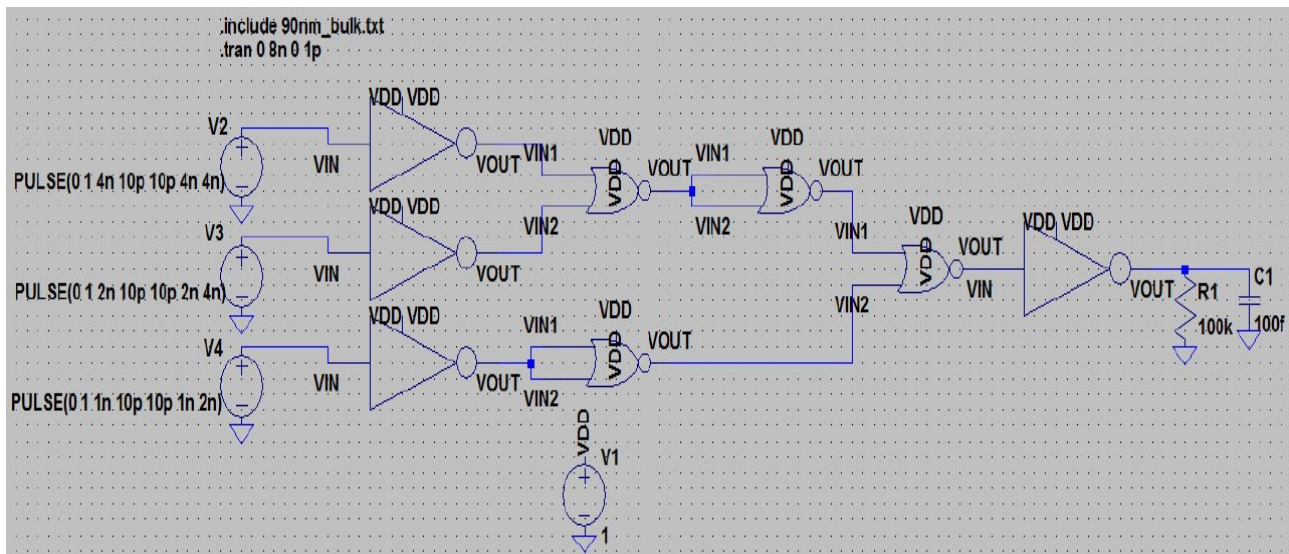 .include 90nm_bulk.txt
.tran 0 8n 0 1p
VDD VDD
V2
VIN
VOUT
PULSE(0 1 4n 10p 10p 4n 4n)
VIN1
VDD
VDD
VOUT
VIN2
VIN1
VDD
VDD
VOUT
VIN2
VDD VDD
V3
VIN
VOUT
PULSE(0 1 2n 10p 10p 2n 4n)
VIN1
VDD
VDD
VOUT
VIN2
VIN
VDD VDD
VOUT
R1
100k
C1
100f
VDD VDD
V4
VIN
VOUT
PULSE(0 1 1n 10p 10p 1n 2n)
VIN1
VDD
VDD
VOUT
VIN2
VDD
V1
1